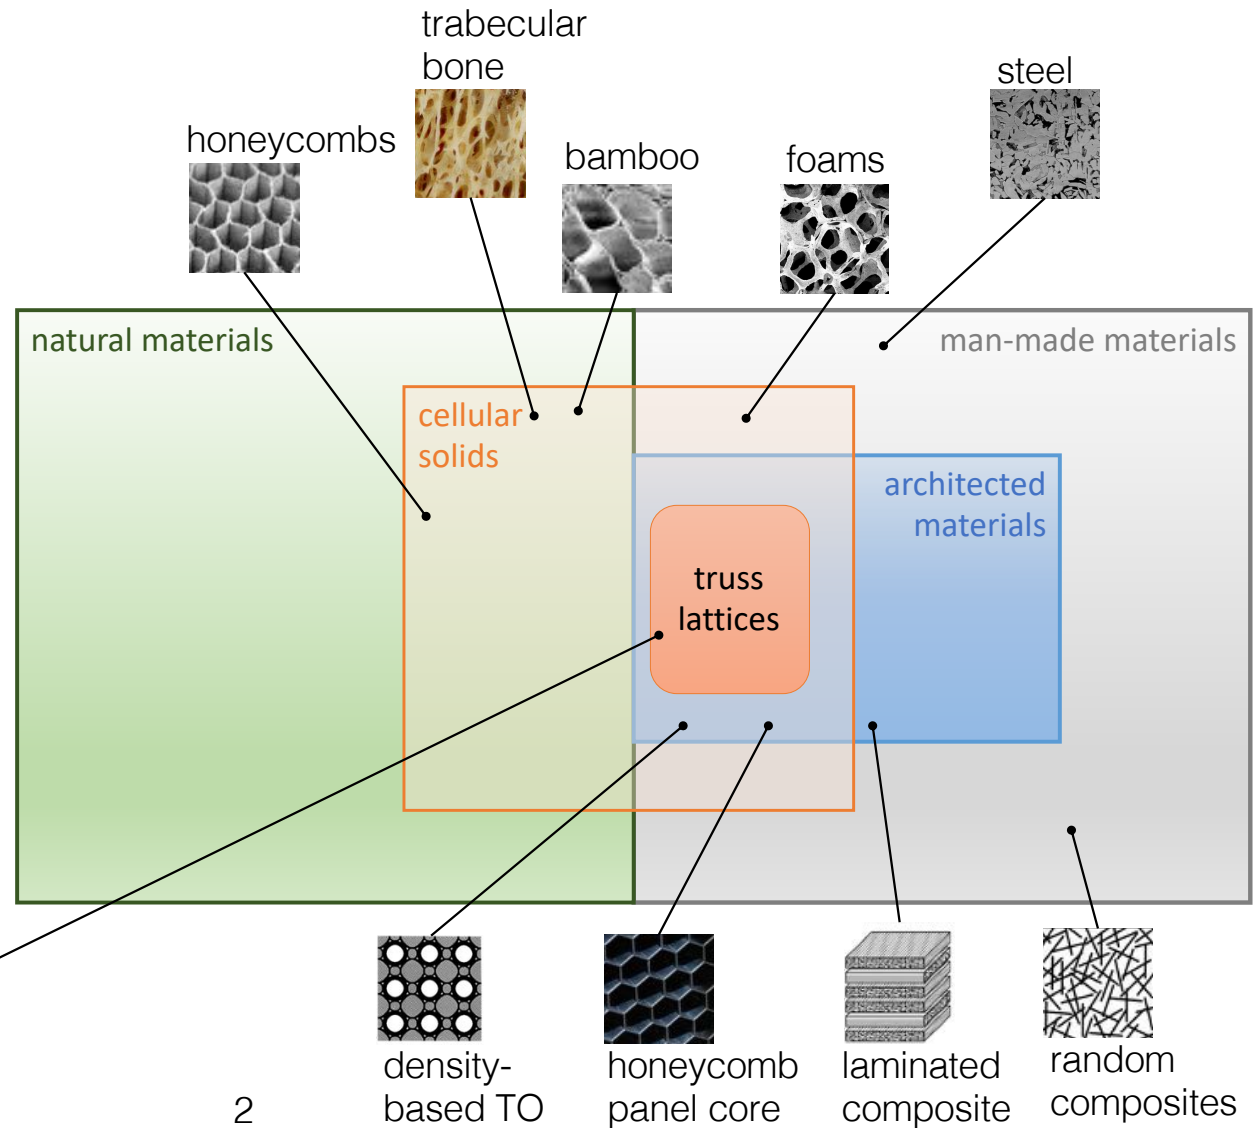 trabecular
bone
steel
honeycombs
bamboo
foams
natural materials
man-made materials
cellular
solids
architected
materials
truss
lattices
density-
based TO
honeycomb
panel core
laminated
composite
random
composites
2